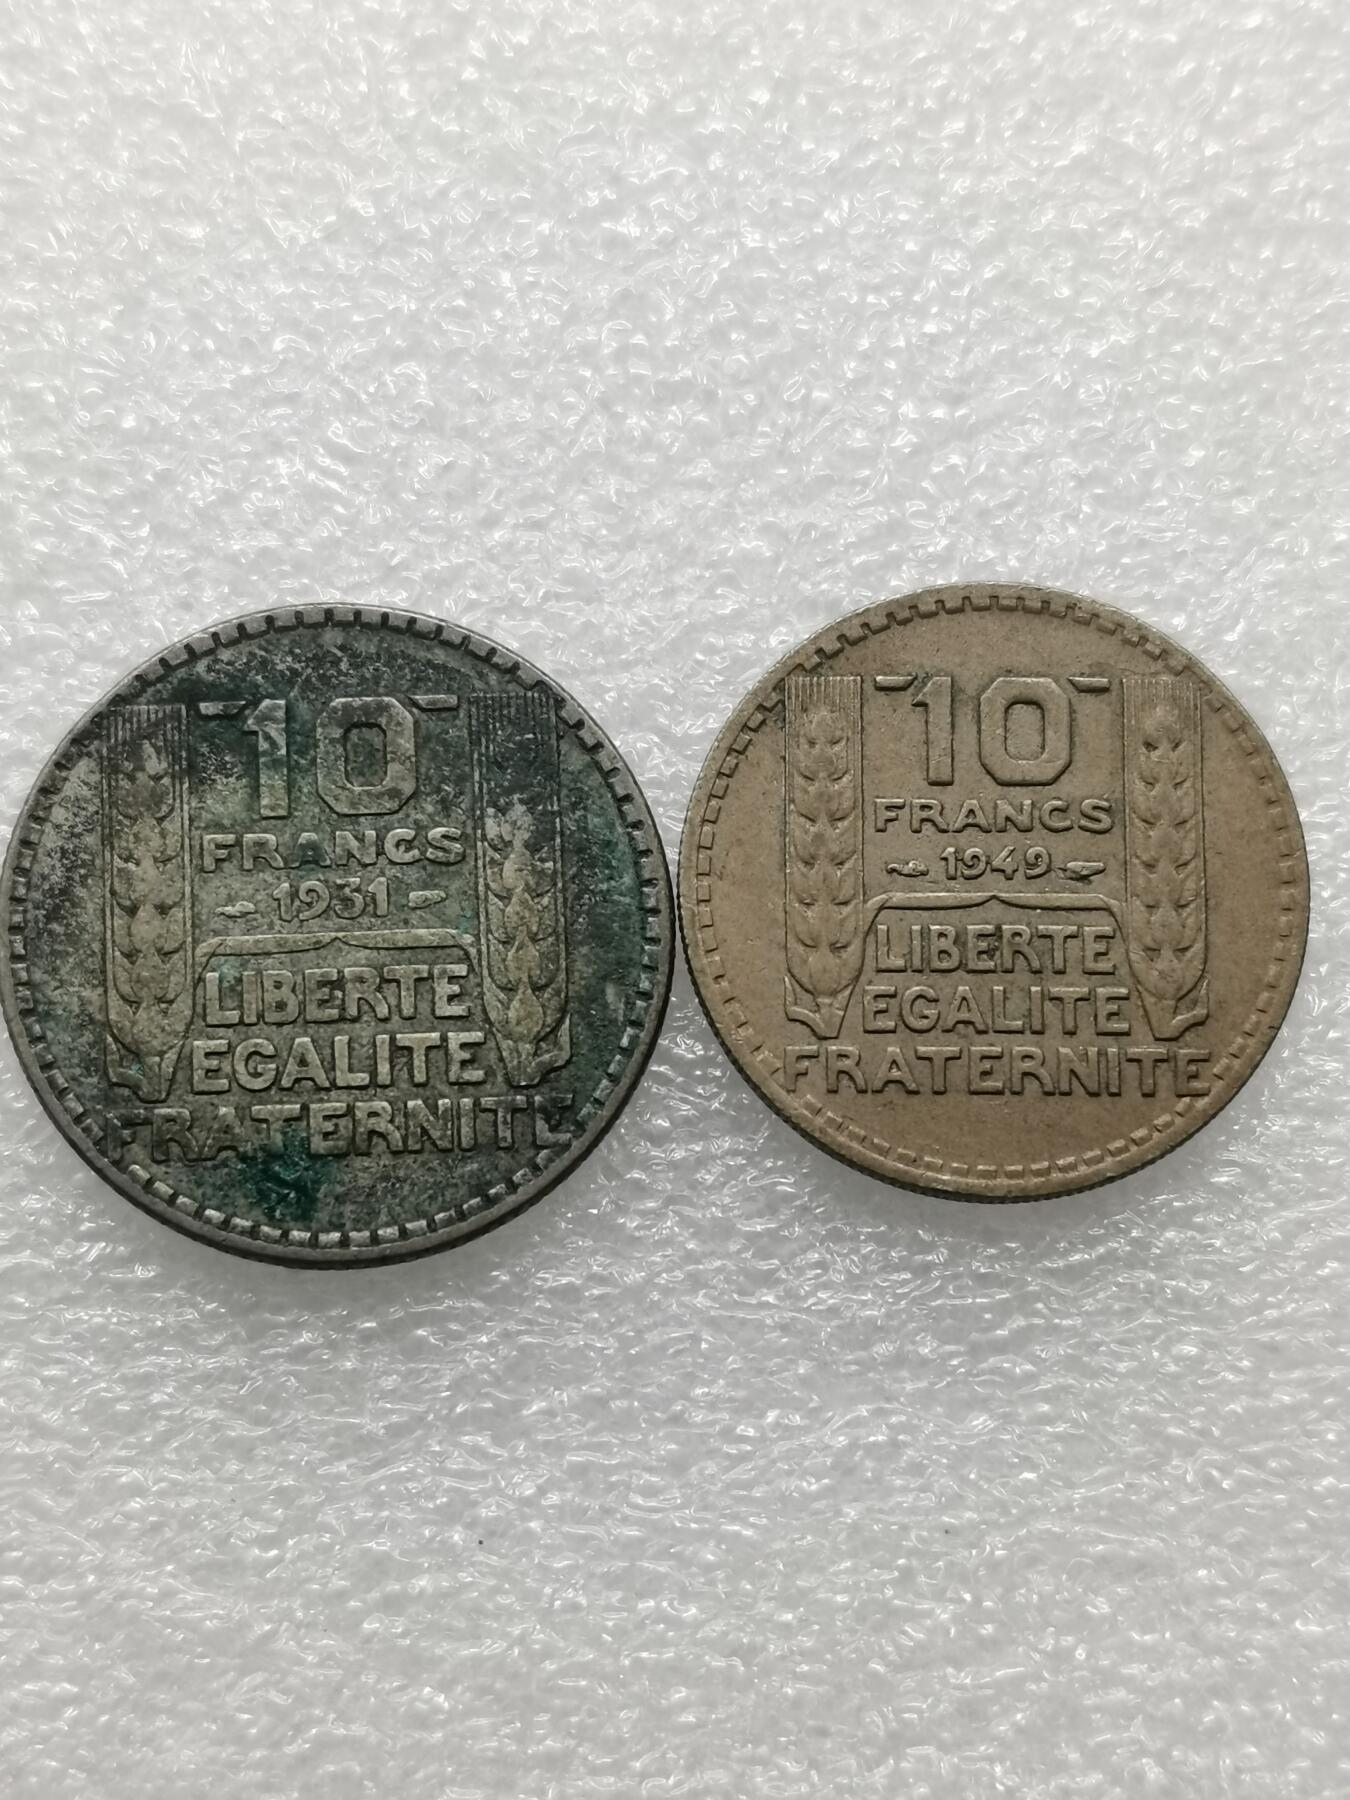 10
FRANCS
1931
LIBERTE
EGALITE
FRATERNITE
10
FRANCS
1949
LIBERTE
EGALITE
FRATERNITE